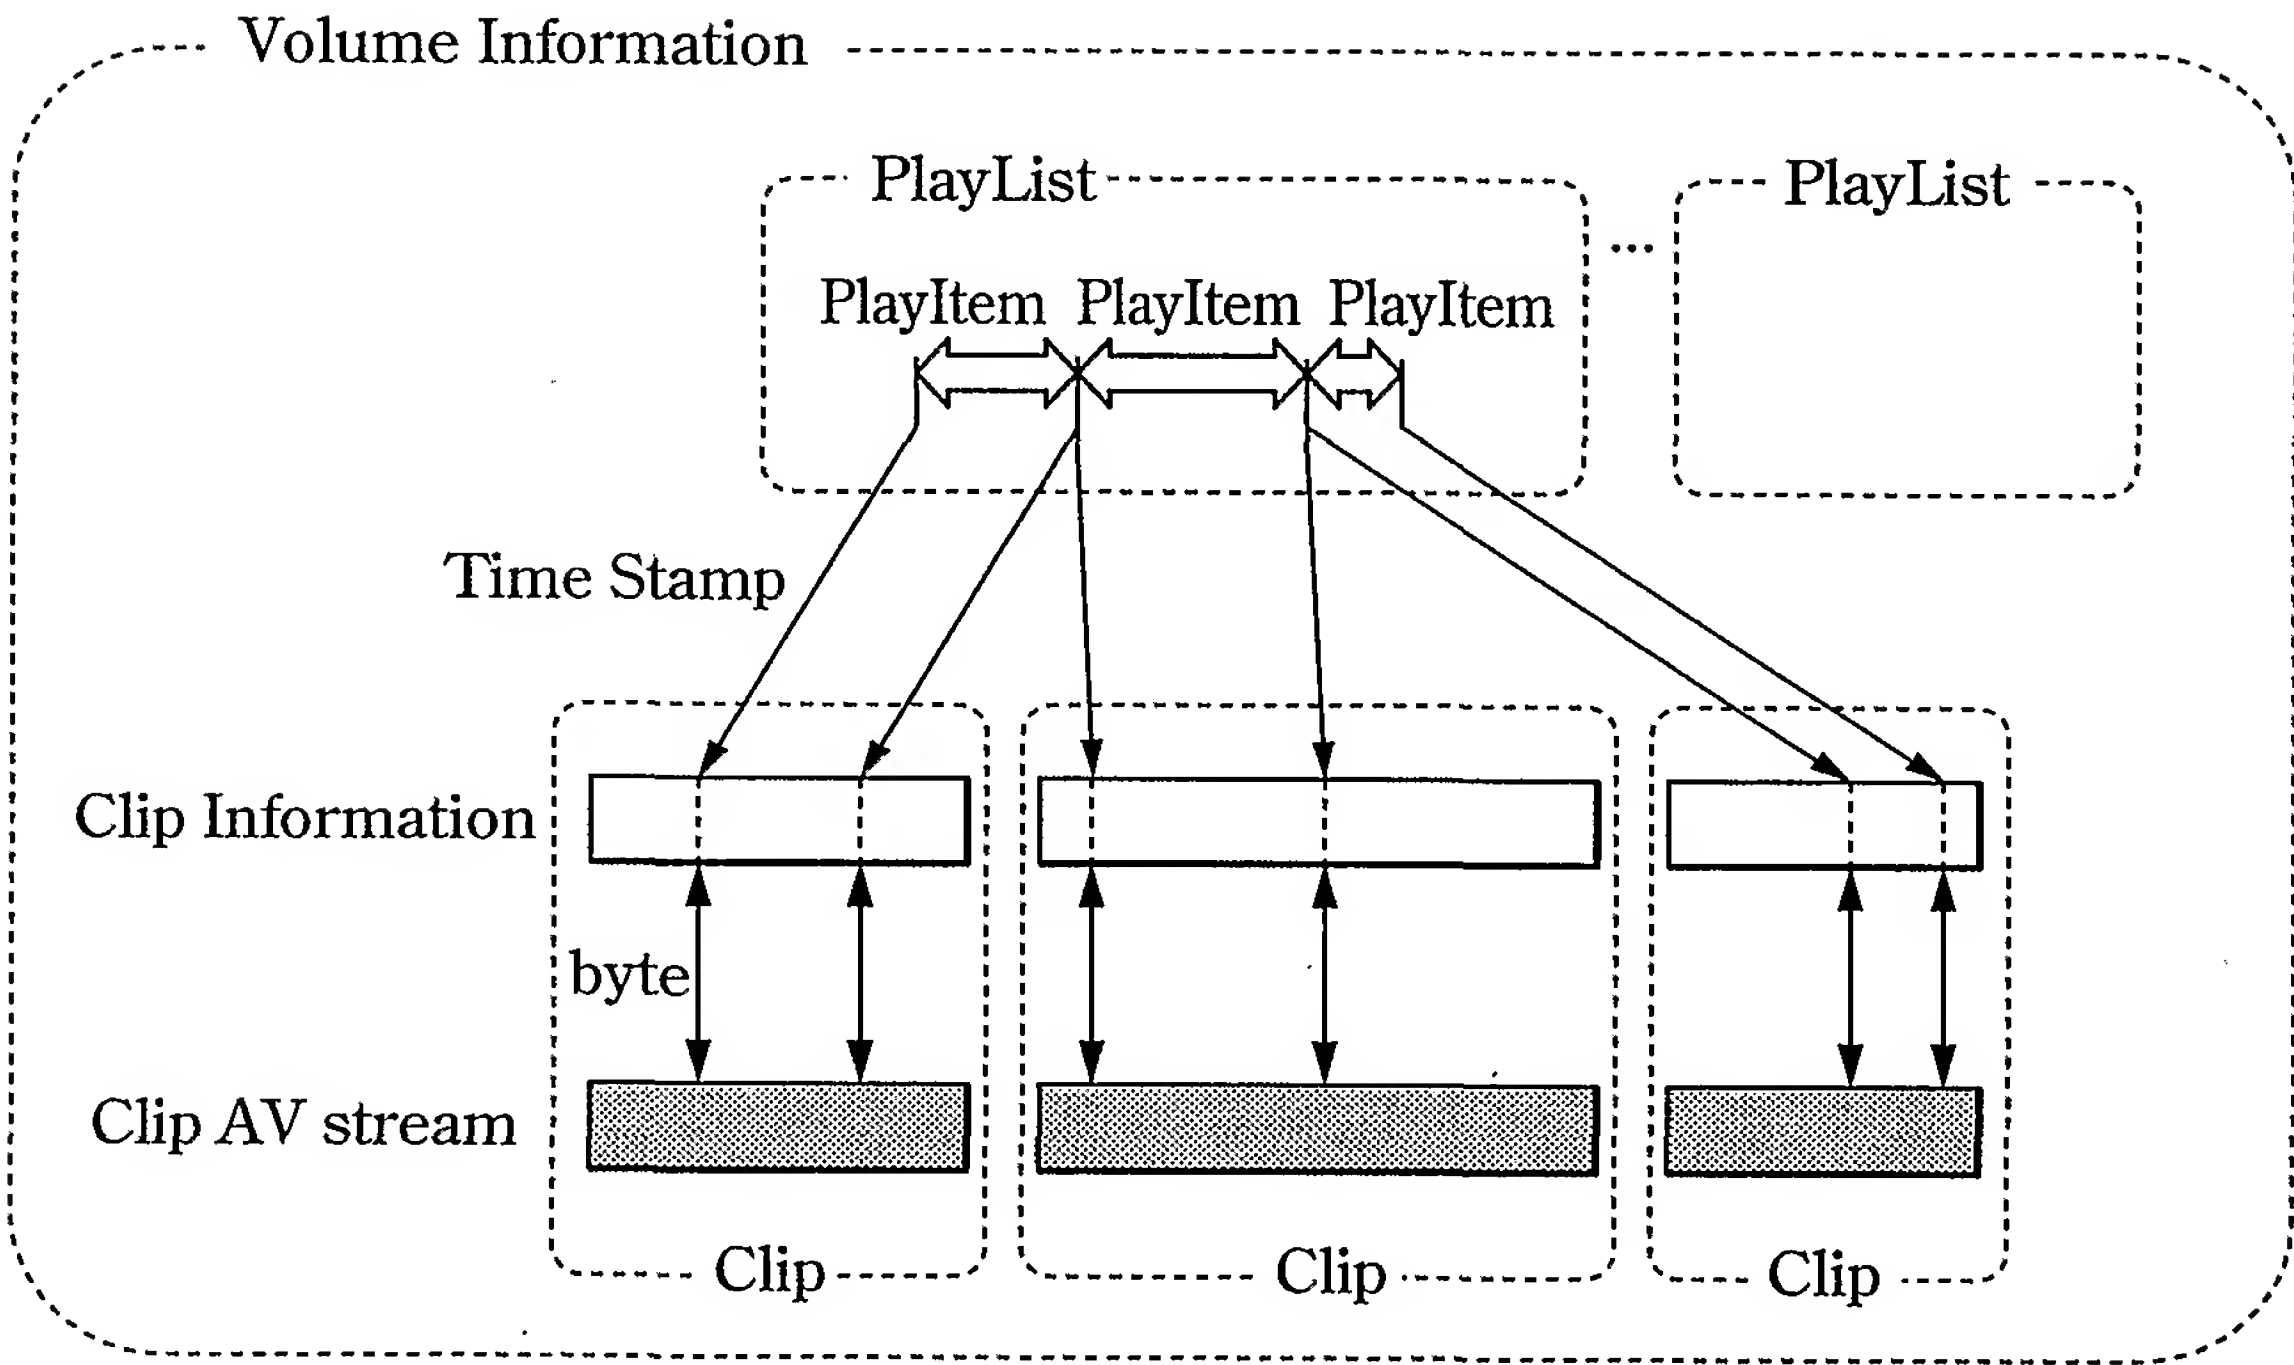 Volume Information
PlayList
PlayList
...
PlayItem PlayItem PlayItem
Time Stamp
Clip Information
byte
Clip AV stream
Clip
Clip
Clip